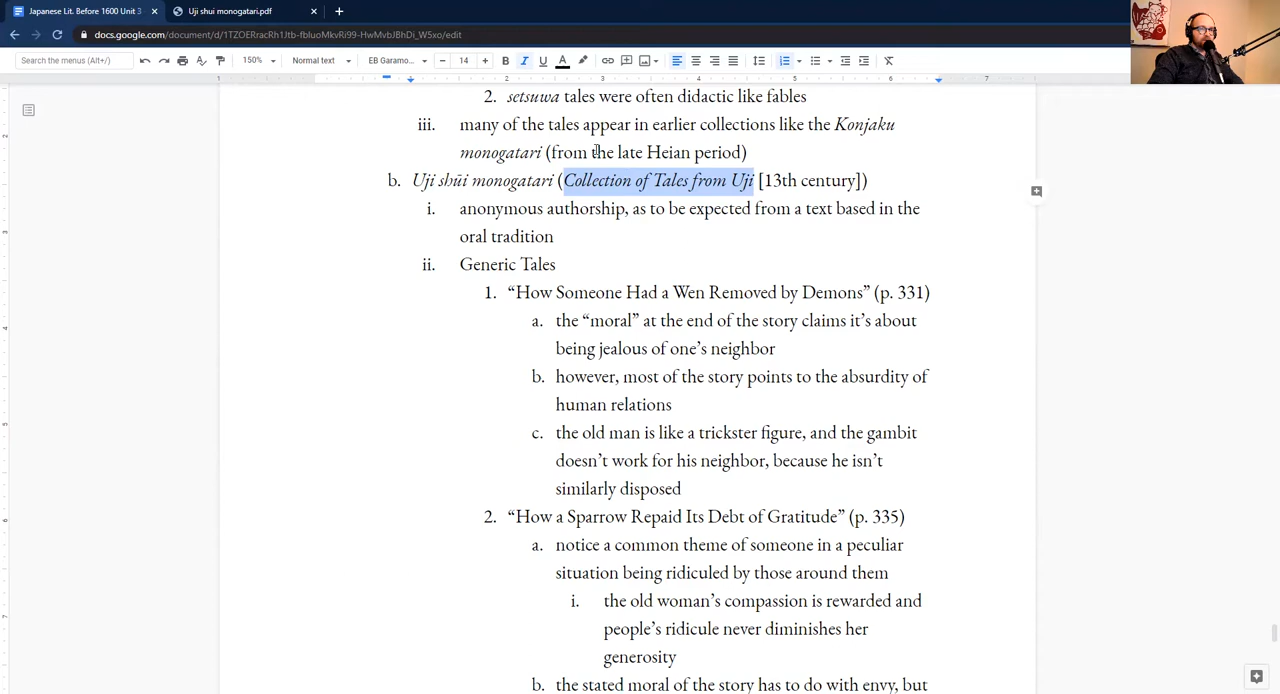 Japanese Lit. Before 1600 Unit 3
Uji shui monogatari.pdf
docs.google.com/document/d/1TZOERracRh1Jtb-fbluoMkvRi99-HwMvbJBhDi_W5xo/edit
Search the menus (Alt+/)
150%
Normal text
EB Garamo...
14
B I U A
1 2 3 4 5 6 7
2. setsuwa tales were often didactic like fables
iii. many of the tales appear in earlier collections like the Konjaku
monogatari (from the late Heian period)
b. Uji shūi monogatari (Collection of Tales from Uji [13th century])
i. anonymous authorship, as to be expected from a text based in the
oral tradition
ii. Generic Tales
1. “How Someone Had a Wen Removed by Demons” (p. 331)
a. the “moral” at the end of the story claims it’s about
being jealous of one’s neighbor
b. however, most of the story points to the absurdity of
human relations
c. the old man is like a trickster figure, and the gambit
doesn’t work for his neighbor, because he isn’t
similarly disposed
2. “How a Sparrow Repaid Its Debt of Gratitude” (p. 335)
a. notice a common theme of someone in a peculiar
situation being ridiculed by those around them
i. the old woman’s compassion is rewarded and
people’s ridicule never diminishes her
generosity
b. the stated moral of the story has to do with envy, but